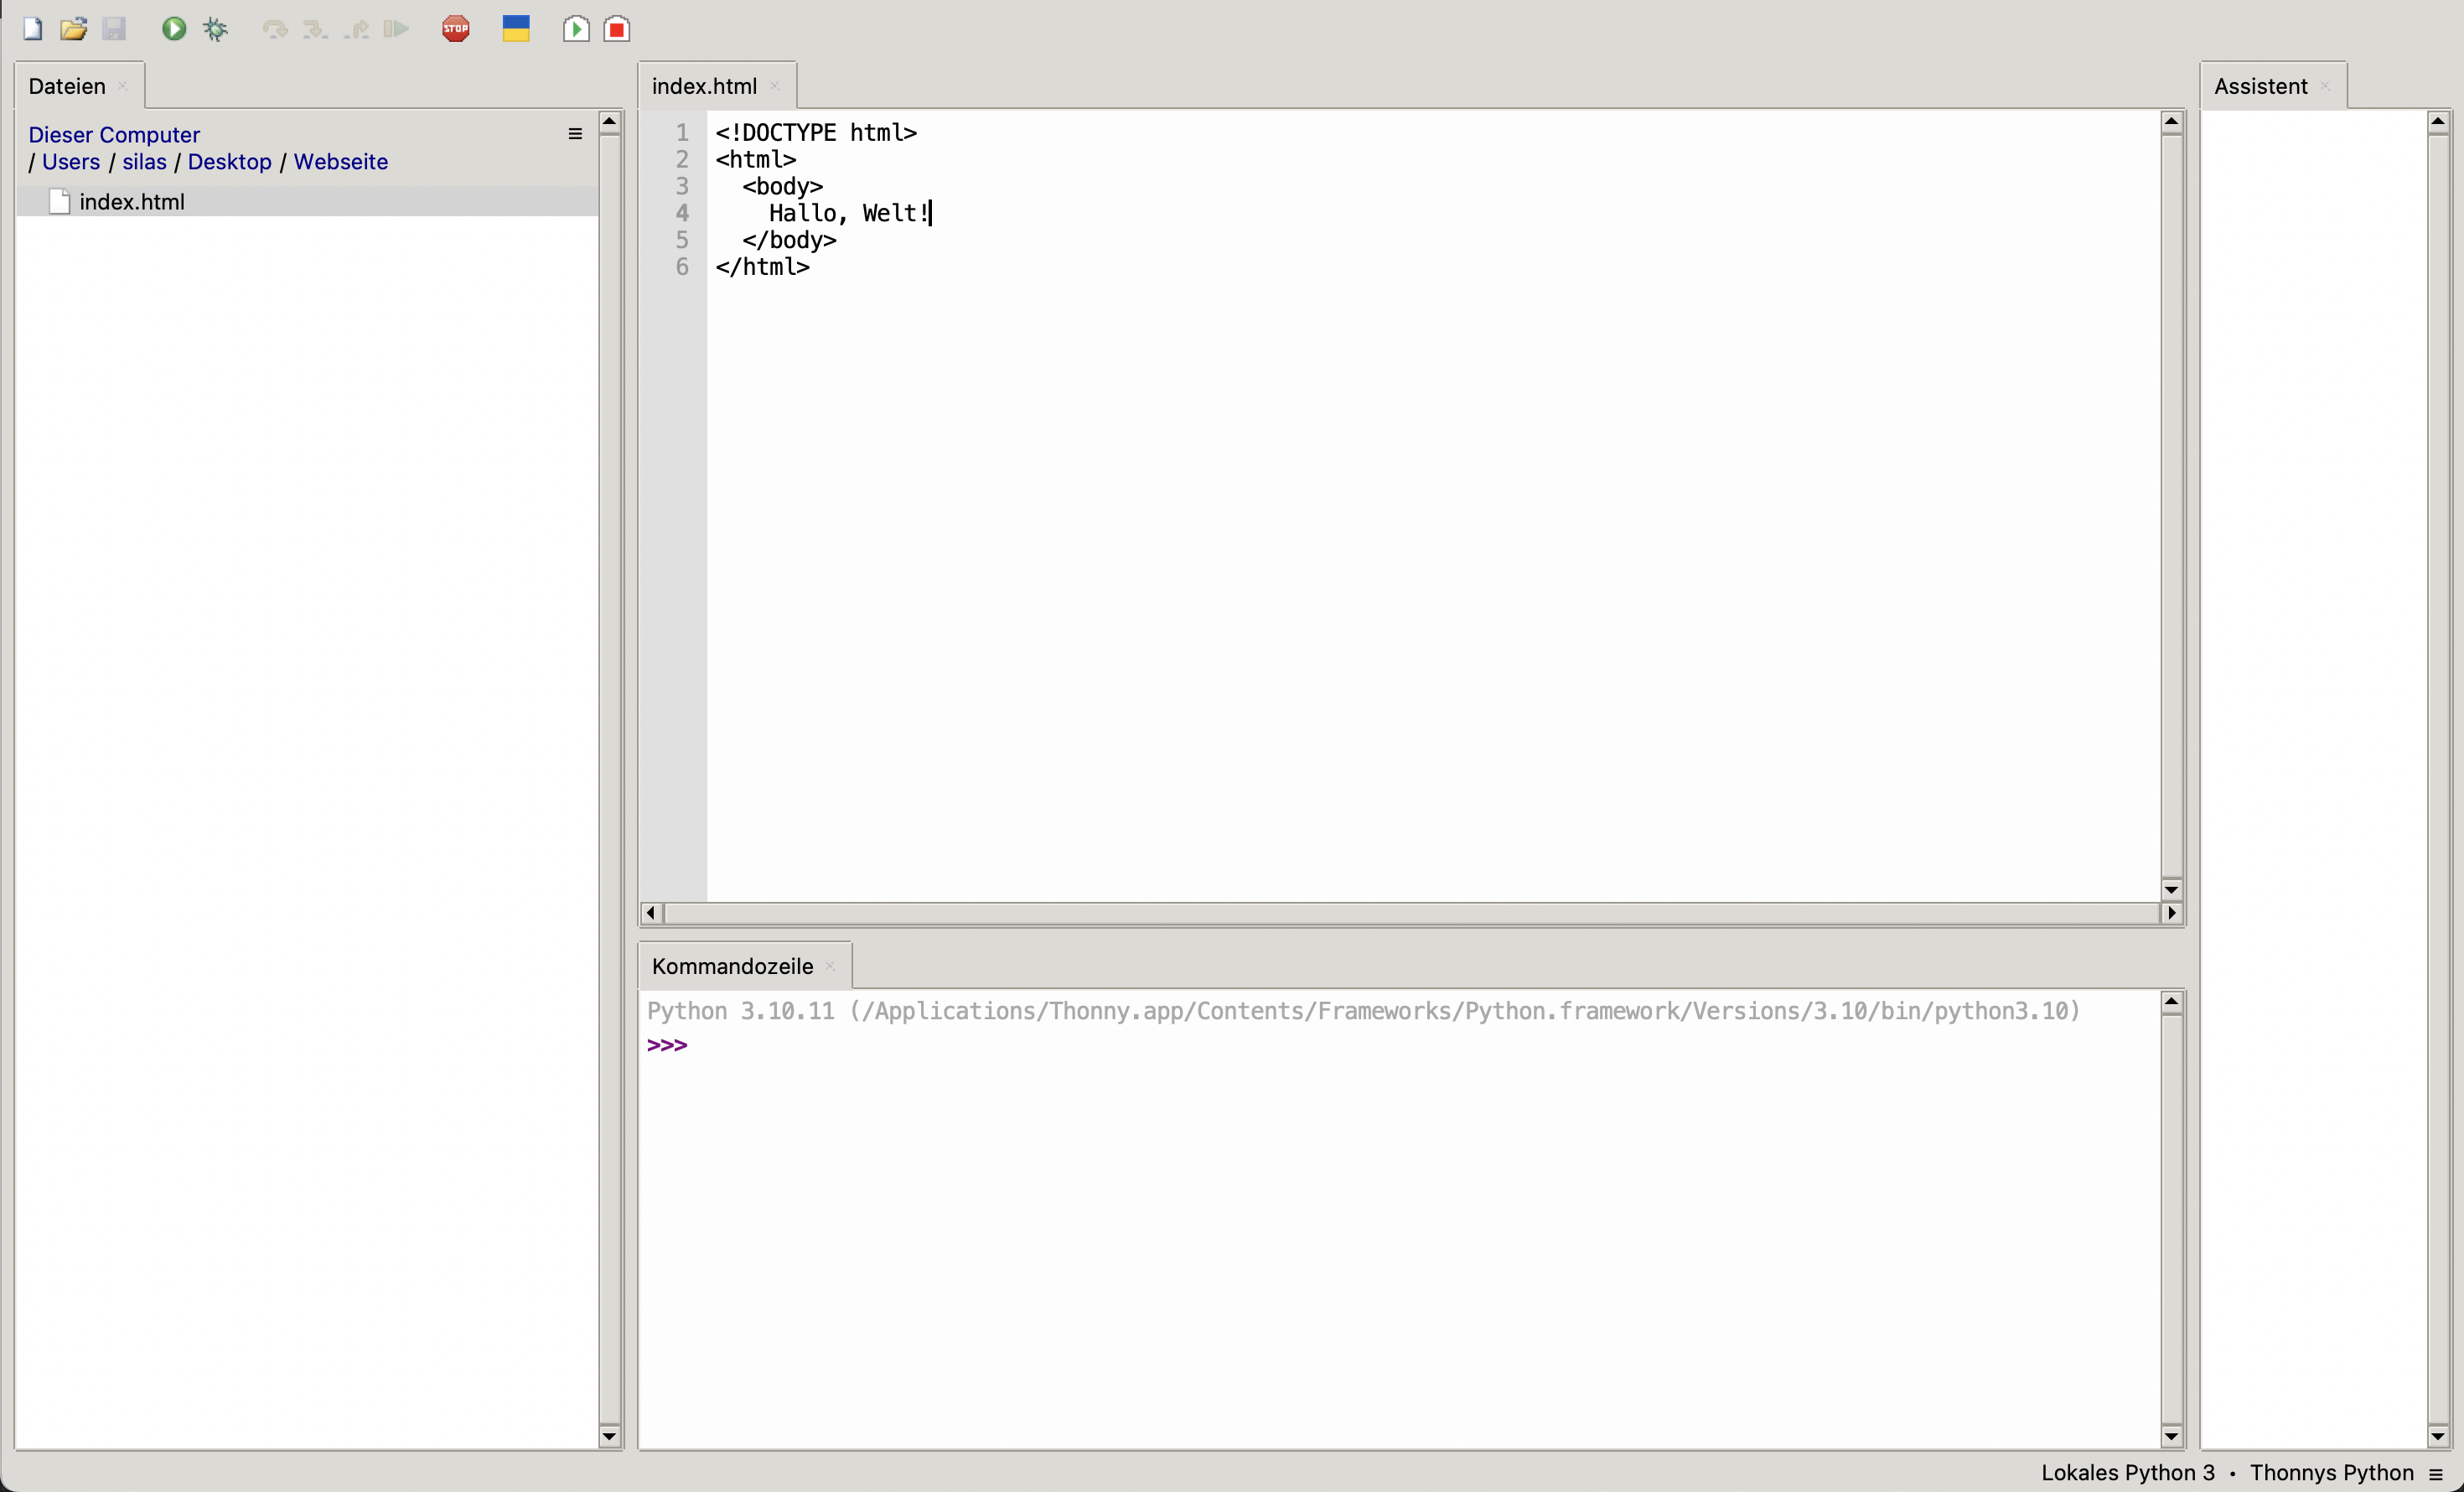 STOP
Dateien
Dieser Computer
/ Users / silas / Desktop / Webseite
index.html
index.html
1 <!DOCTYPE html>
2 <html>
3   <body>
4     Hallo, Welt!
5   </body>
6 </html>
Kommandozeile
Python 3.10.11 (/Applications/Thonny.app/Contents/Frameworks/Python.framework/Versions/3.10/bin/python3.10)
>>>
Assistent
Lokales Python 3 • Thonnys Python ≡